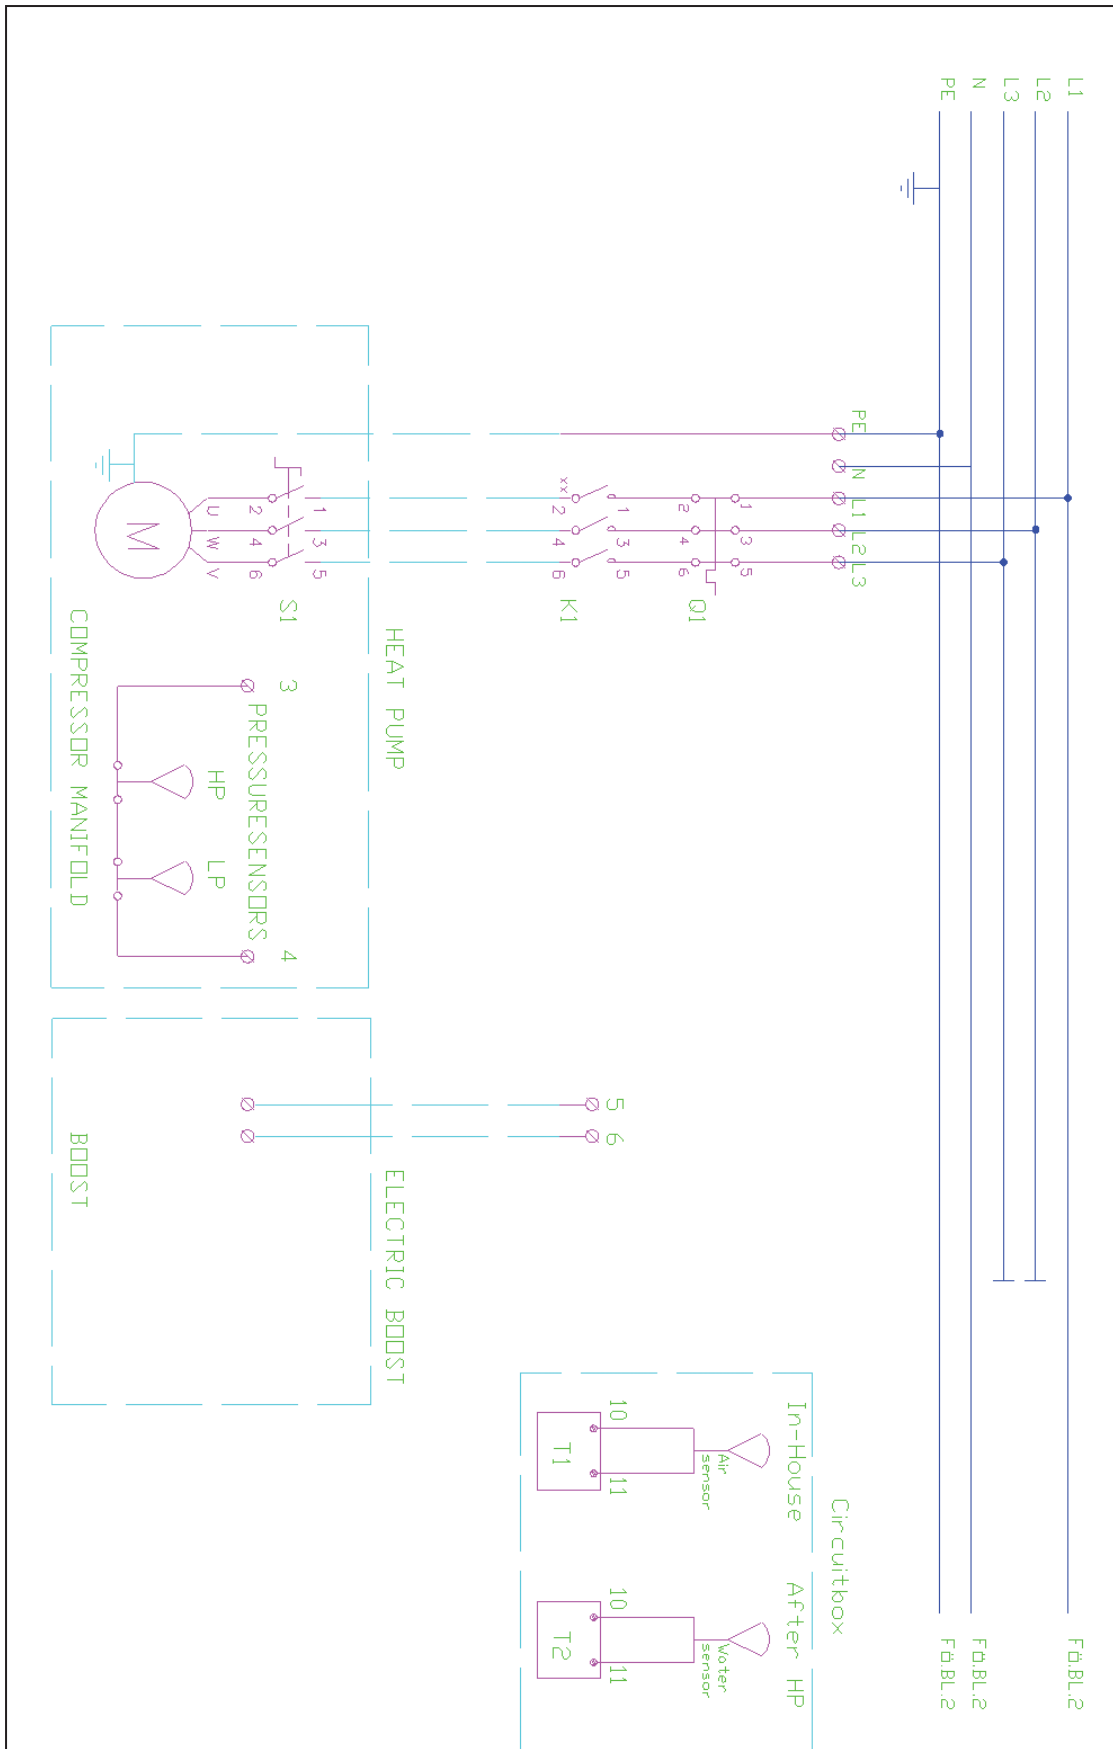 L1 FÖ.BL.2
L2
L3
N FÖ.BL.2
PE FÖ.BL.2
PE N L1 L2 L3
Circuitbox
In-House After HP
1 3 5
Q1
2 4 6
Air
sensor
Water
sensor
1 3 5
5 6
10 11
10 11
K1
T1
T2
xx
2 4 6
HEAT PUMP
ELECTRIC BOOST
1 3 5
S1
3
4
2 4 6
PRESSURESENSORS
U W V
HP
LP
M
COMPRESSOR MANIFOLD
BOOST